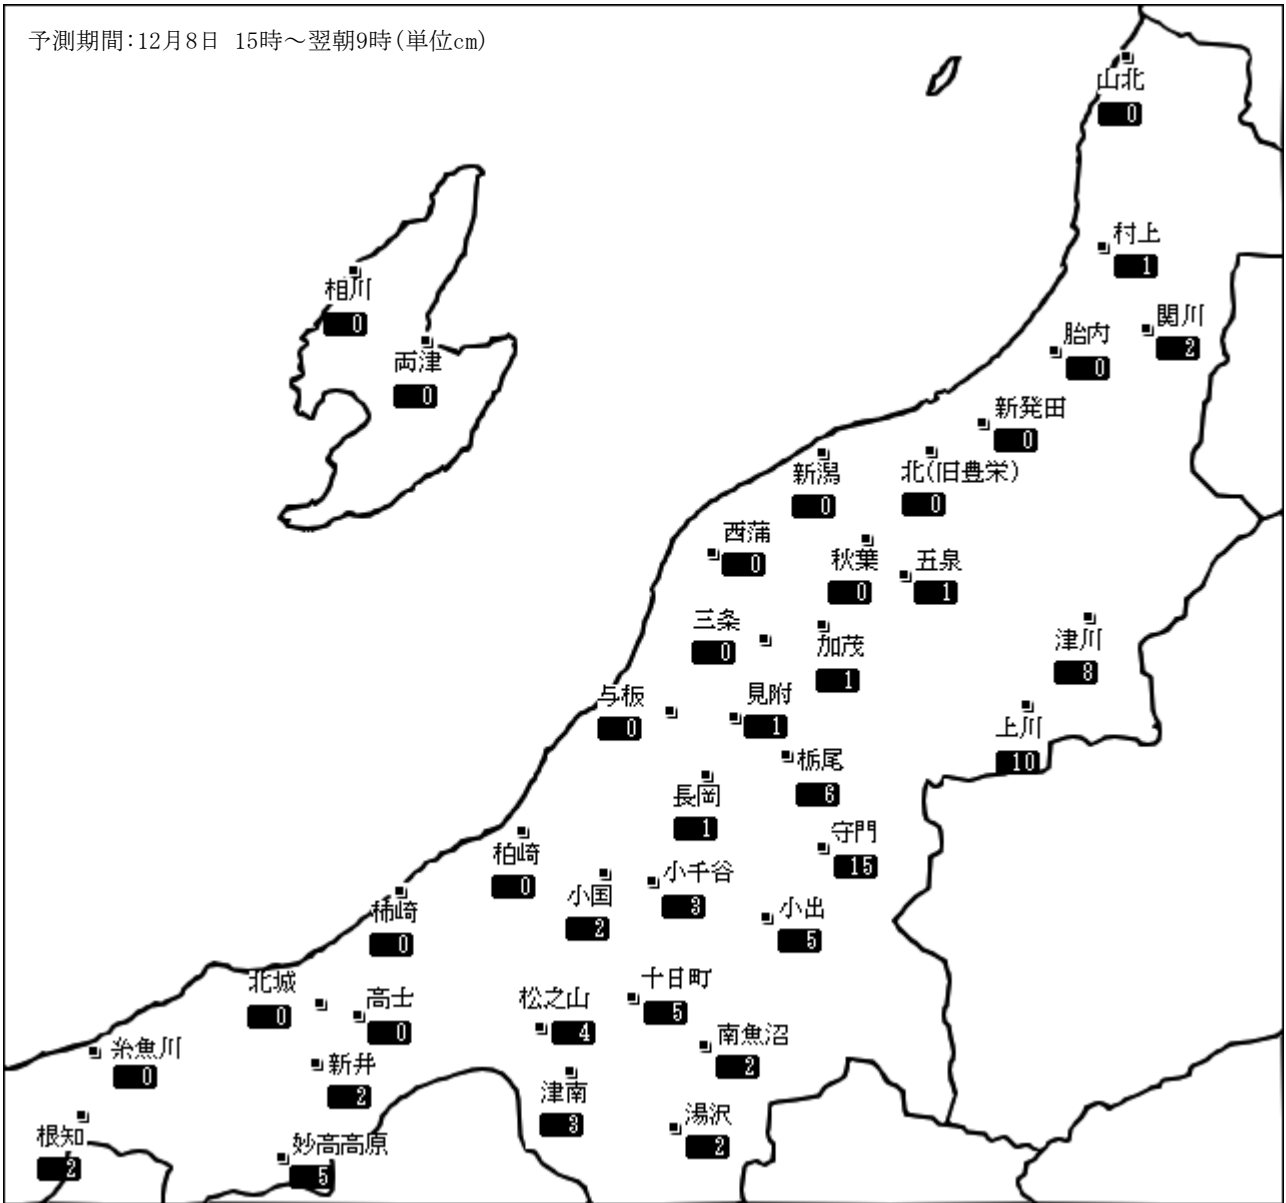 予測期間:12月8日 15時～翌朝9時(単位cm)
山北
0
村上
1
関川
2
胎内
0
相川
0
両津
0
新発田
0
新潟
0
北(旧豊栄)
0
西蒲
0
秋葉
0
五泉
1
三条
0
加茂
1
津川
8
与板
0
見附
1
上川
10
栃尾
6
長岡
1
守門
15
柏崎
0
小国
2
小千谷
3
小出
5
柿崎
0
北城
0
高士
0
松之山
4
十日町
5
南魚沼
2
糸魚川
0
新井
2
津南
3
湯沢
2
根知
2
妙高高原
5